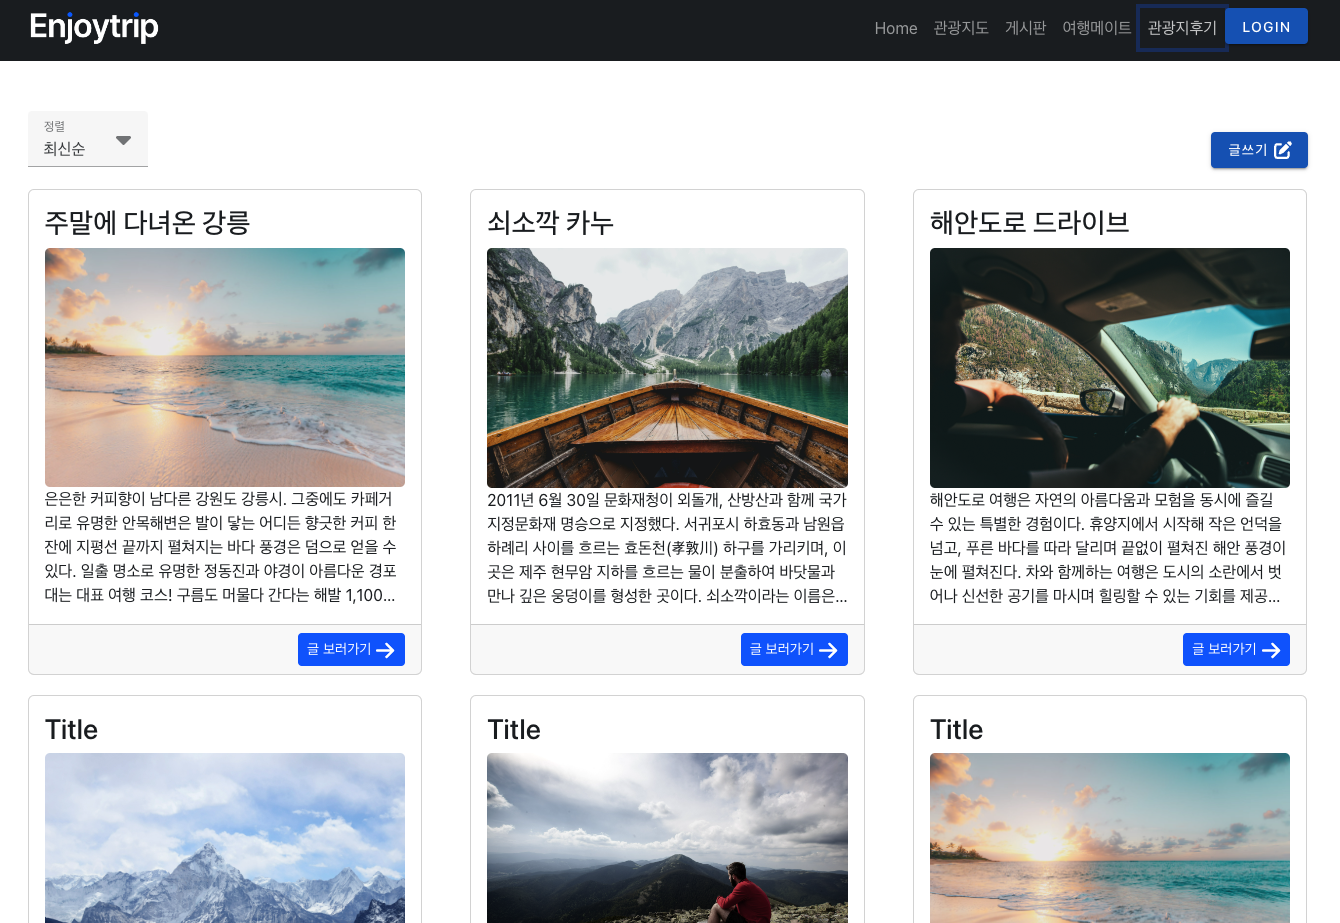 Enjoytrip
Home 관광지도 게시판 여행메이트 관광지후기 LOGIN
정렬
최신순
글쓰기
주말에 다녀온 강릉
은은한 커피향이 남다른 강원도 강릉시. 그중에도 카페거
리로 유명한 안목해변은 발이 닿는 어디든 향긋한 커피 한
잔에 지평선 끝까지 펼쳐지는 바다 풍경은 덤으로 얻을 수
있다. 일출 명소로 유명한 정동진과 야경이 아름다운 경포
대는 대표 여행 코스! 구름도 머물다 간다는 해발 1,100...
글 보러가기
쇠소깍 카누
2011년 6월 30일 문화재청이 외돌개, 산방산과 함께 국가
지정문화재 명승으로 지정했다. 서귀포시 하효동과 남원읍
하례리 사이를 흐르는 효돈천(孝敦川) 하구를 가리키며, 이
곳은 제주 현무암 지하를 흐르는 물이 분출하여 바닷물과
만나 깊은 웅덩이를 형성한 곳이다. 쇠소깍이라는 이름은...
글 보러가기
해안도로 드라이브
해안도로 여행은 자연의 아름다움과 모험을 동시에 즐길
수 있는 특별한 경험이다. 휴양지에서 시작해 작은 언덕을
넘고, 푸른 바다를 따라 달리며 끝없이 펼쳐진 해안 풍경이
눈에 펼쳐진다. 차와 함께하는 여행은 도시의 소란에서 벗
어나 신선한 공기를 마시며 힐링할 수 있는 기회를 제공...
글 보러가기
Title
Title
Title